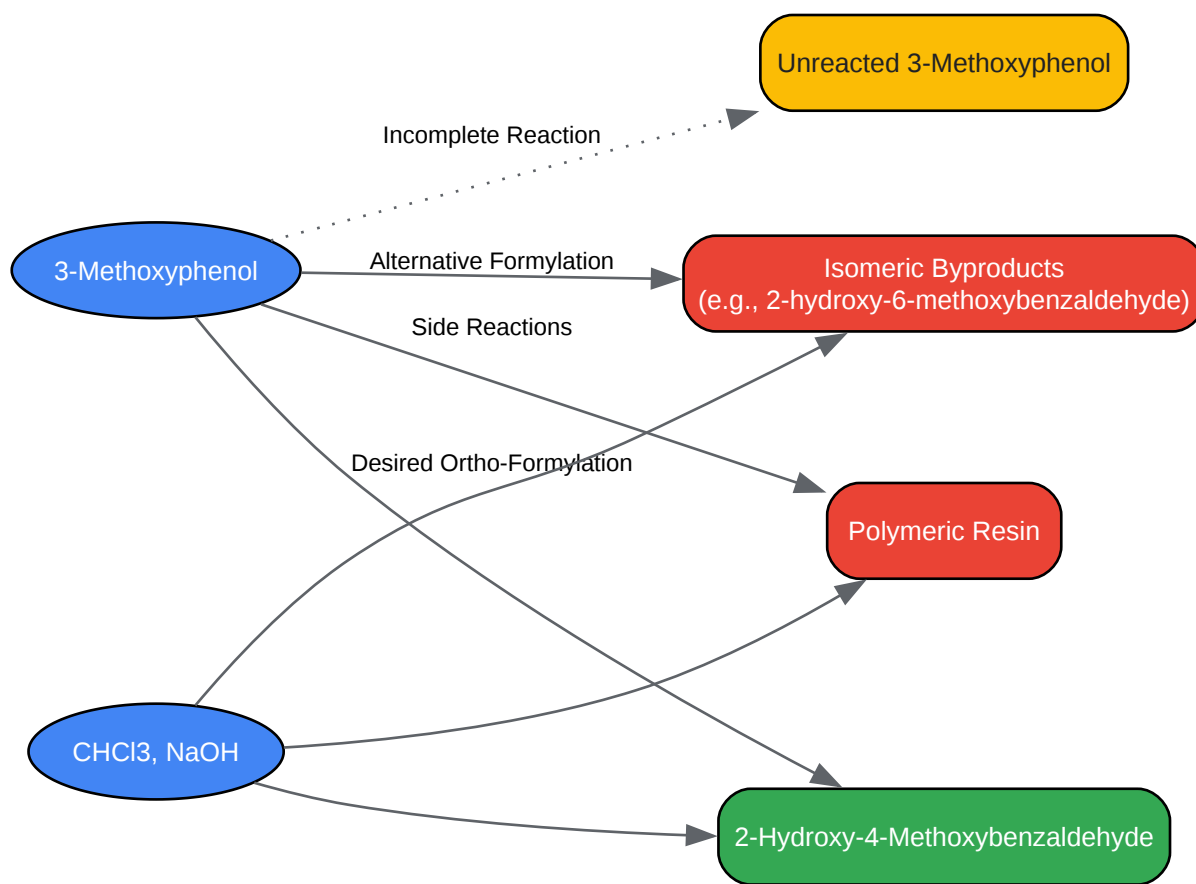 Unreacted 3-Methoxyphenol
Incomplete Reaction
3-Methoxyphenol
Alternative Formylation
Isomeric Byproducts
(e.g., 2-hydroxy-6-methoxybenzaldehyde)
Side Reactions
Desired Ortho-Formylation
Polymeric Resin
CHCl3, NaOH
2-Hydroxy-4-Methoxybenzaldehyde